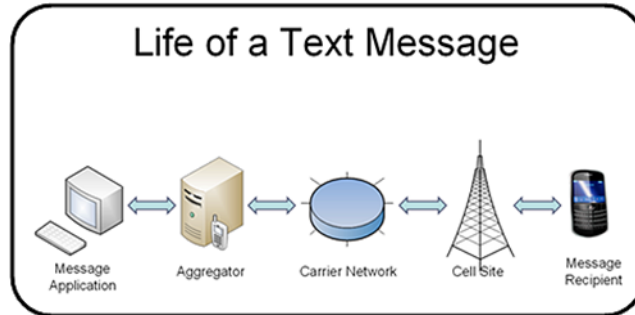 Life of a Text Message
Message
Application
Aggregator
Carrier Network
Cell Site
Message
Recipient